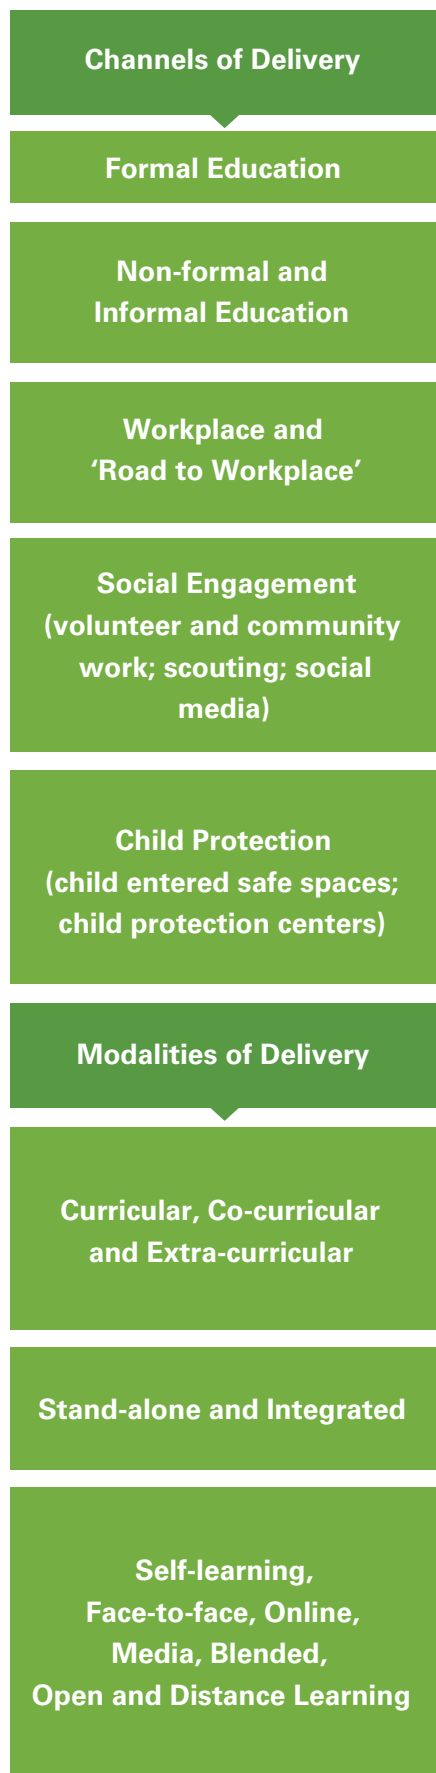 Channels of Delivery
Formal Education
Non-formal and
Informal Education
Workplace and
‘Road to Workplace’
Social Engagement
(volunteer and community
work; scouting; social
media)
Child Protection
(child entered safe spaces;
child protection centers)
Modalities of Delivery
Curricular, Co-curricular
and Extra-curricular
Stand-alone and Integrated
Self-learning,
Face-to-face, Online,
Media, Blended,
Open and Distance Learning